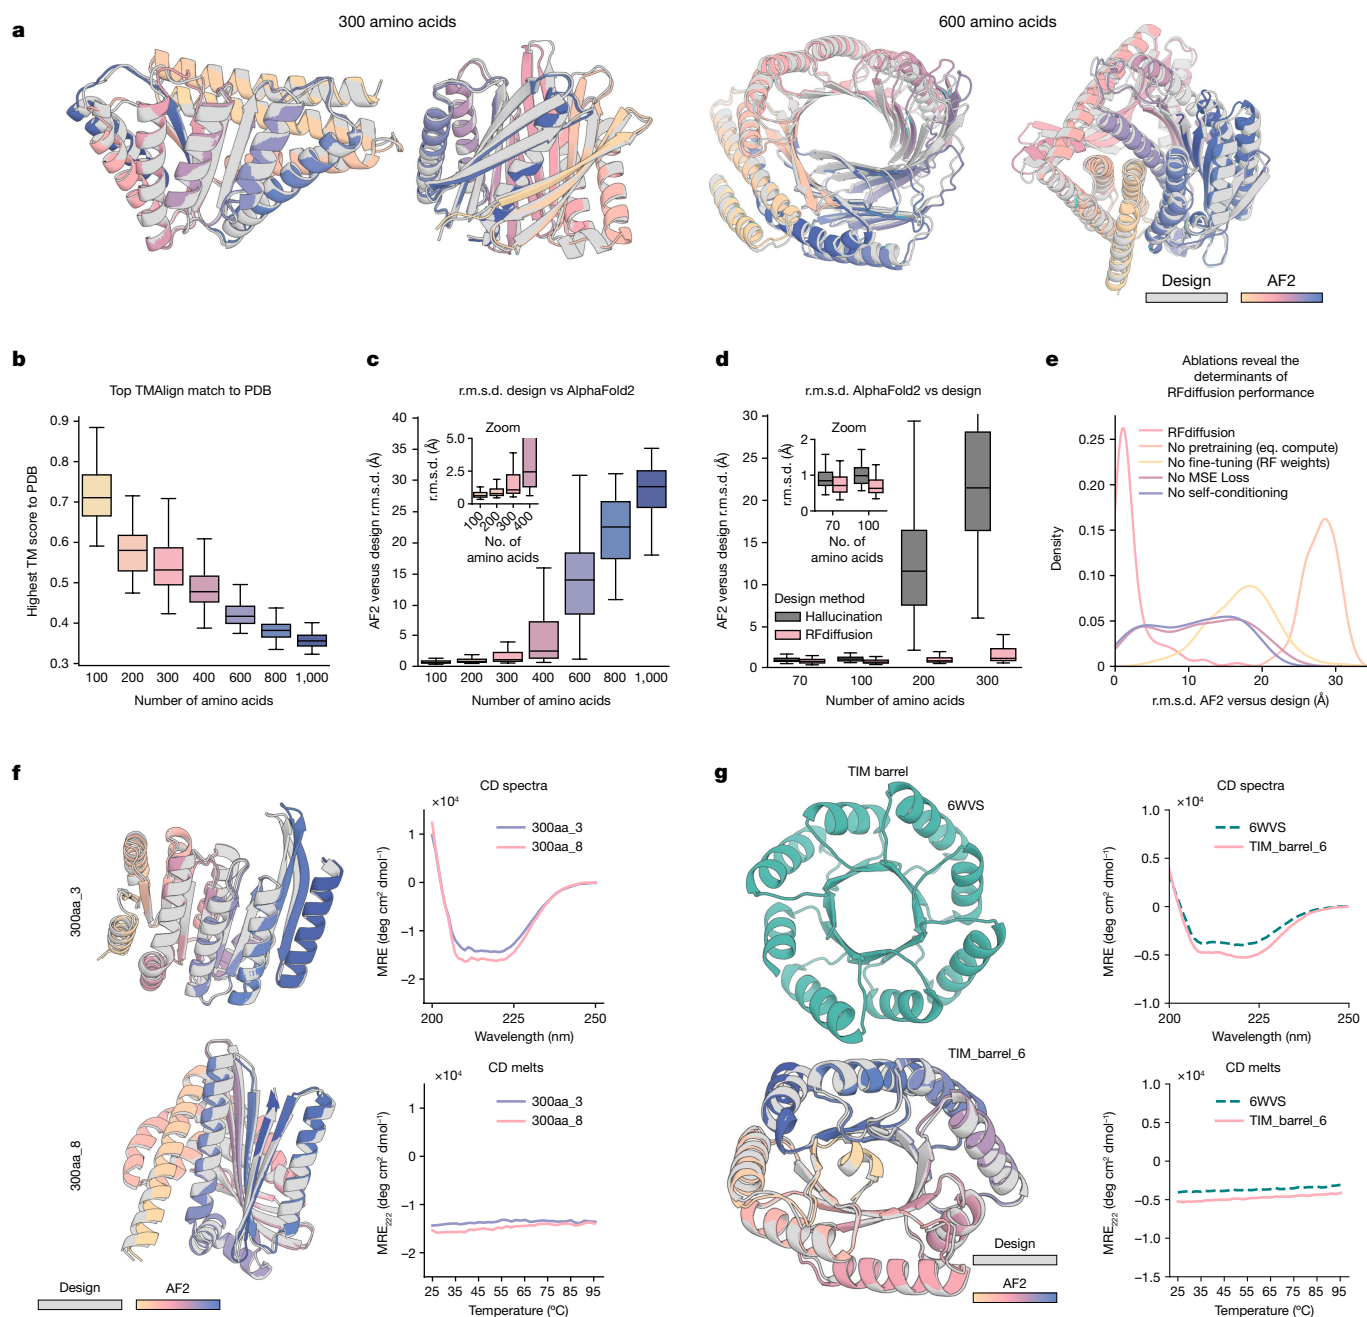 a
300 amino acids
600 amino acids
Design
AF2
b
Top TMAlign match to PDB
Highest TM score to PDB
0.9
0.8
0.7
0.6
0.5
0.4
0.3
100 200 300 400 600 800 1,000
Number of amino acids
c
r.m.s.d. design vs AlphaFold2
AF2 versus design r.m.s.d. (Å)
40
35
30
25
20
15
10
5
0
100 200 300 400 600 800 1,000
Number of amino acids
Zoom
r.m.s.d. (Å)
5.0
2.5
0
100 200 300 400
No. of
amino acids
d
r.m.s.d. AlphaFold2 vs design
AF2 versus design r.m.s.d. (Å)
30
25
20
15
10
5
0
70 100 200 300
Number of amino acids
Zoom
r.m.s.d. (Å)
2
1
0
70 100
No. of
amino acids
Design method
Hallucination
RFdiffusion
e
Ablations reveal the
determinants of
RFdiffusion performance
RFdiffusion
No pretraining (eq. compute)
No fine-tuning (RF weights)
No MSE Loss
No self-conditioning
Density
0.25
0.20
0.15
0.10
0.05
0
0 10 20 30
r.m.s.d. AF2 versus design (Å)
f
300aa_3
300aa_8
Design
AF2
CD spectra
×10⁴
300aa_3
300aa_8
MRE (deg cm² dmol⁻¹)
1
0
−1
−2
200 225 250
Wavelength (nm)
CD melts
×10⁴
300aa_3
300aa_8
MRE₂₂₂ (deg cm² dmol⁻¹)
1
0
−1
−2
25 35 45 55 65 75 85 95
Temperature (ºC)
g
TIM barrel
6WVS
TIM_barrel_6
Design
AF2
CD spectra
×10⁴
6WVS
TIM_barrel_6
MRE (deg cm² dmol⁻¹)
1.0
0.5
0
−0.5
−1.0
200 225 250
Wavelength (nm)
CD melts
×10⁴
6WVS
TIM_barrel_6
MRE₂₂₂ (deg cm² dmol⁻¹)
1.0
0.5
0
−0.5
−1.0
−1.5
25 35 45 55 65 75 85 95
Temperature (ºC)